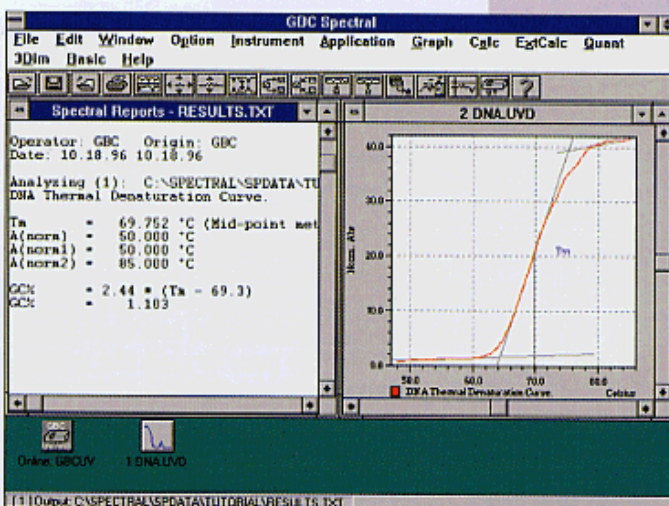 GBC Spectral
File Edit Window Option Instrument Application Graph Calc ExtCalc Quant
3Dim Basic Help
Spectral Reports - RESULTS.TXT
Operator: GBC Origin: GBC
Date: 10.18.96 10.18.96
Analyzing (1): C:\SPECTRAL\SPDATA\TU
DNA Thermal Denaturation Curve.
Tm = 69.752 °C (Mid-point met
A(norm) = 50.000 °C
A(norm1) = 50.000 °C
A(norm2) = 85.000 °C
GC% = 2.44 * (Tm - 69.3)
GC% = 1.103
2 DNA.UVD
40.0
30.0
20.0
10.0
0.0
Norm. Abs
Tm
50.0 60.0 70.0 80.0
DNA Thermal Denaturation Curve. Celsius
Online: GBCUV
1 DNA.UVD
[1] Output: C:\SPECTRAL\SPDATA\TUTORIAL\RESULTS.TXT